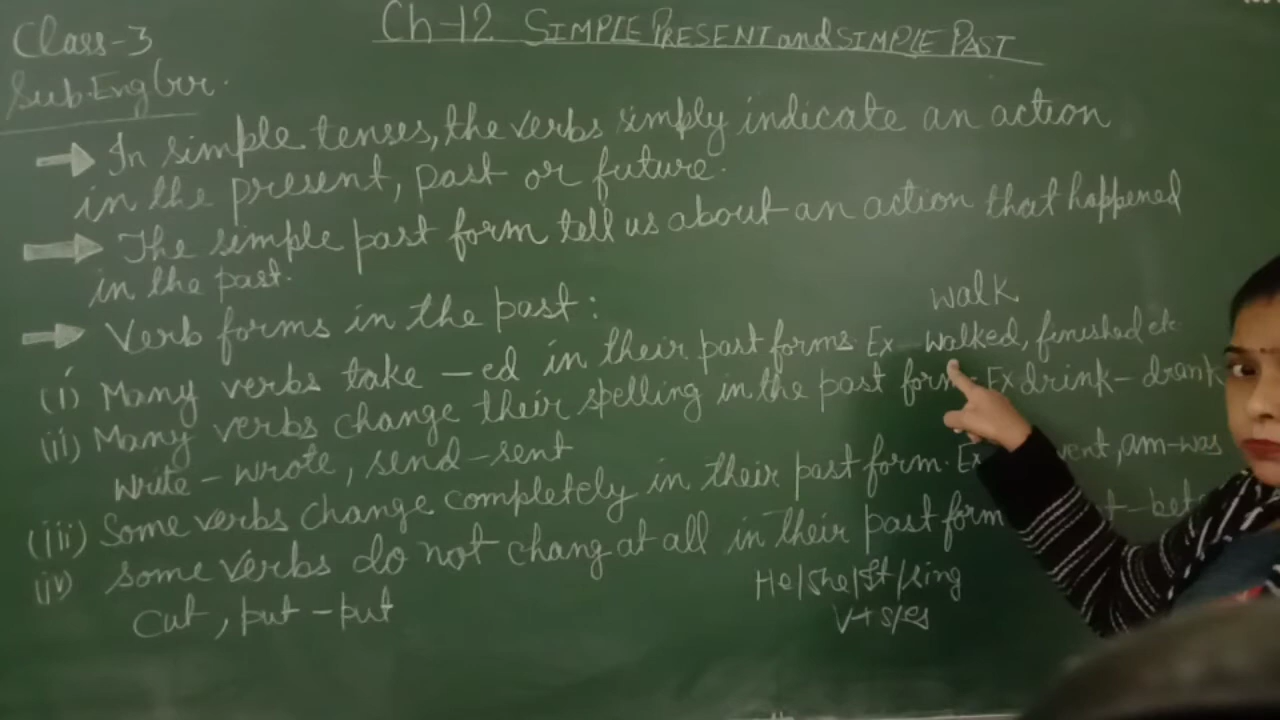 Class-3
Ch-12 SIMPLE PRESENT and SIMPLE PAST
→ In simple tenses, the verbs simply indicate an action
in the present, past or future.
→ The simple past form tell us about an action that happened
in the past.
→ Verb forms in the past:
walk
(i) Many verbs take -ed in their past forms. Ex - walked, finished etc
(ii) Many verbs change their spelling in the past form. Ex drink - drank
write - wrote, send - sent
(iii) Some verbs change completely in their past form. Ex am-was
(iv) Some verbs do not chang at all in their past form
cut, put - put
He/She/It/Sing
V+s/es